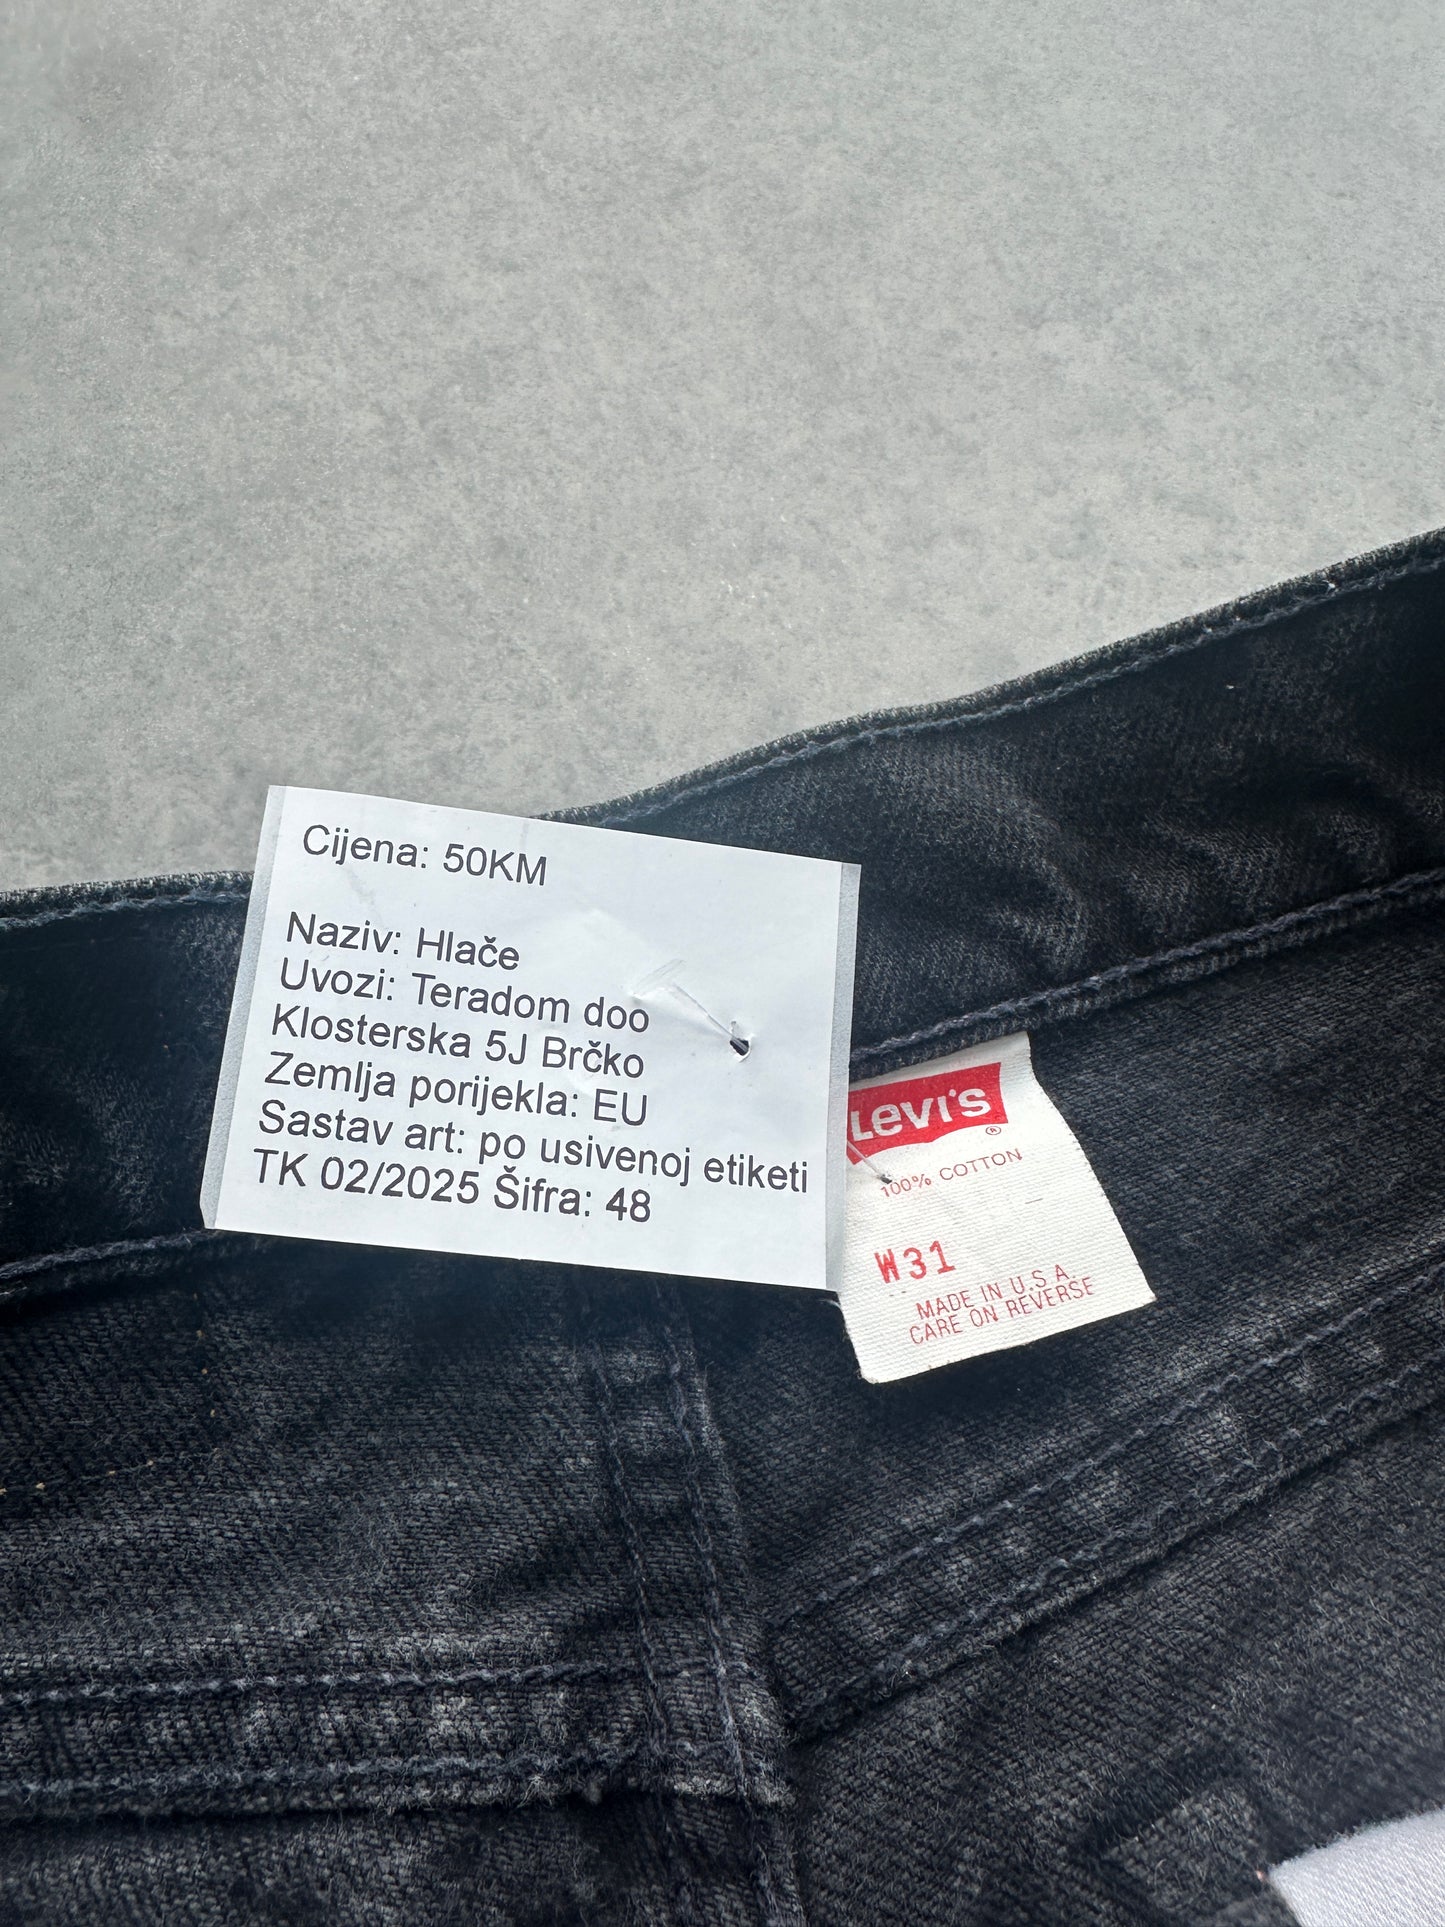 Cijena: 50KM
Naziv: Hlače
Uvozi: Teradom doo
Klosterska 5J Brčko
Zemlja porijekla: EU
Sastav art: po usivenoj etiketi
TK 02/2025 Šifra: 48
LEVI'S
®
100% COTTON
W31
MADE IN U.S.A.
CARE ON REVERSE